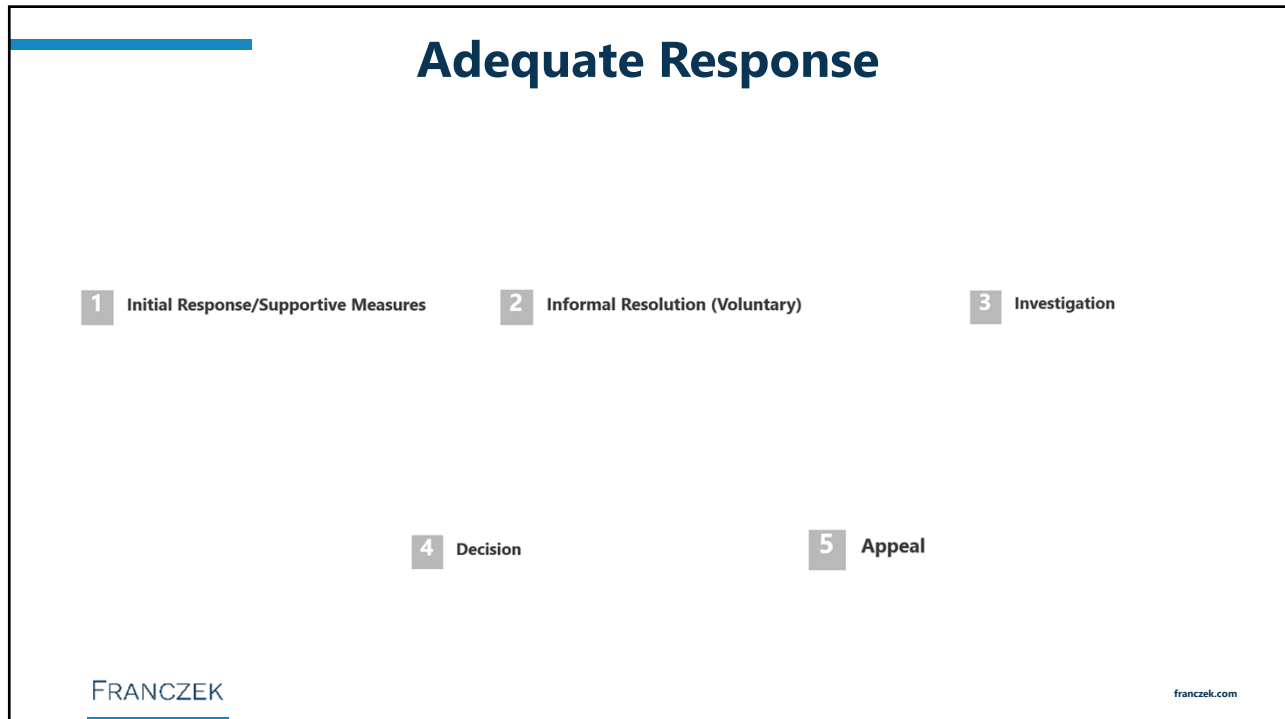 Adequate Response
1 Initial Response/Supportive Measures
2 Informal Resolution (Voluntary)
3 Investigation
4 Decision
5 Appeal
FRANCZEK
franczek.com